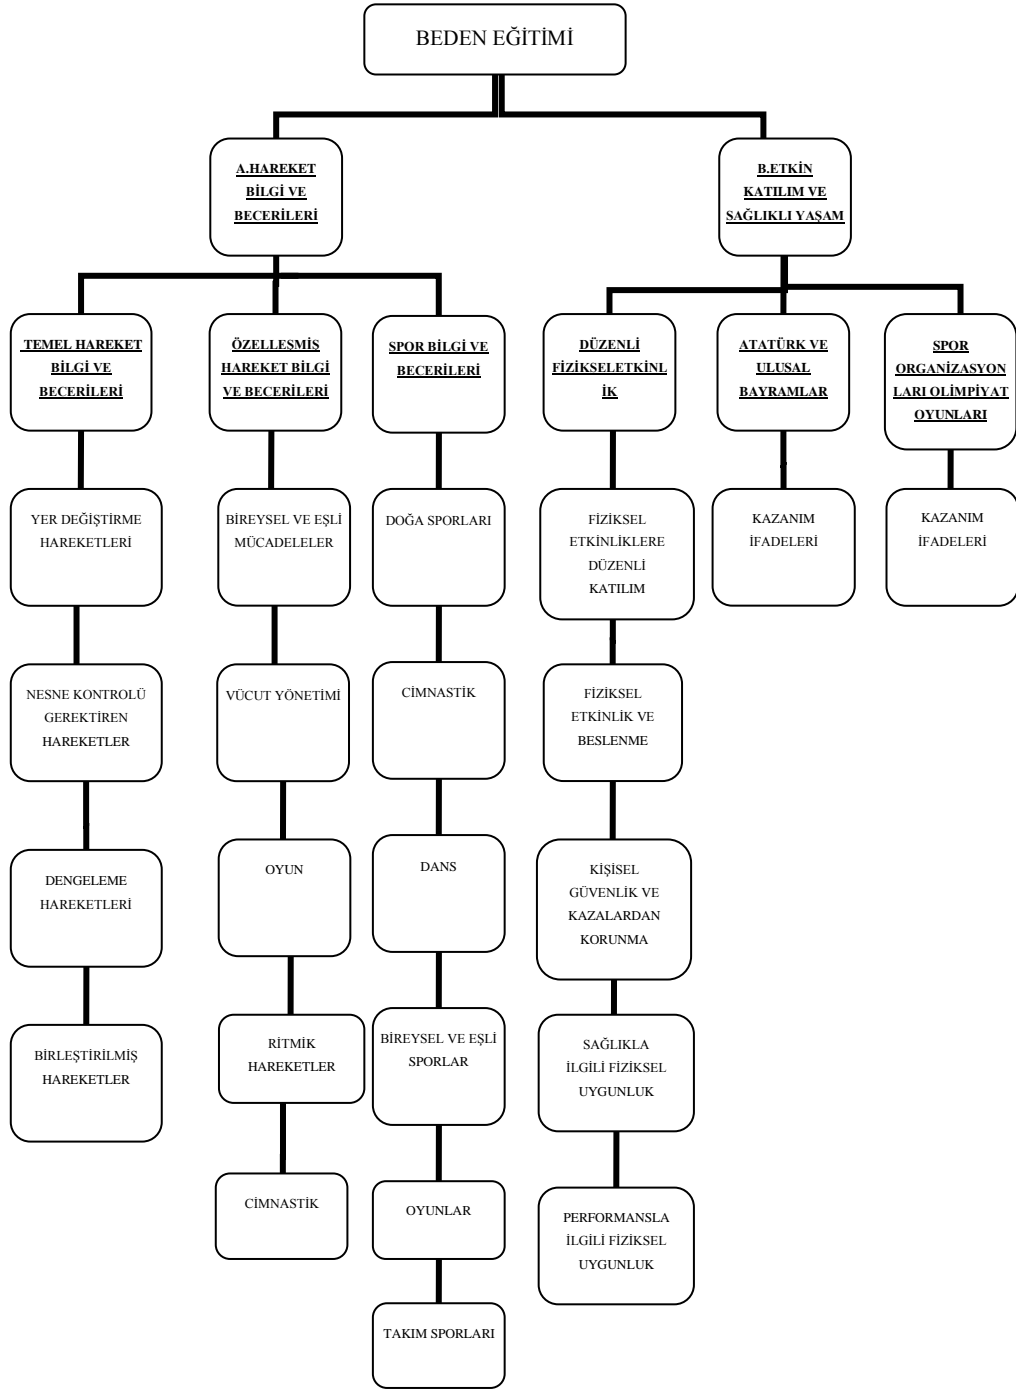 BEDEN EĞİTİMİ
A.HAREKET
BİLGİ VE
BECERİLERİ
B.ETKİN
KATILIM VE
SAĞLIKLI YAŞAM
TEMEL HAREKET
BİLGİ VE
BECERİLERİ
ÖZELLEŞMİŞ
HAREKET BİLGİ
VE BECERİLERİ
SPOR BİLGİ VE
BECERİLERİ
DÜZENLİ
FİZİKSELETKİNL
İK
ATATÜRK VE
ULUSAL
BAYRAMLAR
SPOR
ORGANİZASYON
LARI OLİMPİYAT
OYUNLARI
YER DEĞİŞTİRME
HAREKETLERİ
BİREYSEL VE EŞLİ
MÜCADELELER
DOĞA SPORLARI
FİZİKSEL
ETKİNLİKLERE
DÜZENLİ
KATILIM
KAZANIM
İFADELERİ
KAZANIM
İFADELERİ
NESNE KONTROLÜ
GEREKTİREN
HAREKETLER
VÜCUT YÖNETİMİ
CİMNASTİK
FİZİKSEL
ETKİNLİK VE
BESLENME
DENGELEME
HAREKETLERİ
OYUN
DANS
KİŞİSEL
GÜVENLİK VE
KAZALARDAN
KORUNMA
BİRLEŞTİRİLMİŞ
HAREKETLER
RİTMİK
HAREKETLER
BİREYSEL VE EŞLİ
SPORLAR
SAĞLIKLA
İLGİLİ FİZİKSEL
UYGUNLUK
CİMNASTİK
OYUNLAR
PERFORMANSLA
İLGİLİ FİZİKSEL
UYGUNLUK
TAKIM SPORLARI